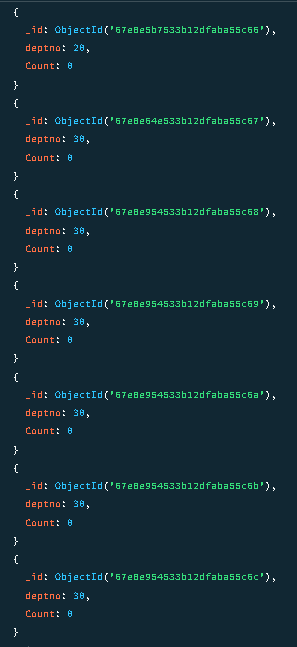 {
_id: ObjectId("67e8e5b7533b12dfaba55c66"),
deptno: 20,
Count: 0
}
{
_id: ObjectId("67e8e64e533b12dfaba55c67"),
deptno: 30,
Count: 0
}
{
_id: ObjectId("67e8e954533b12dfaba55c68"),
deptno: 30,
Count: 0
}
{
_id: ObjectId("67e8e954533b12dfaba55c69"),
deptno: 30,
Count: 0
}
{
_id: ObjectId("67e8e954533b12dfaba55c6a"),
deptno: 30,
Count: 0
}
{
_id: ObjectId("67e8e954533b12dfaba55c6b"),
deptno: 30,
Count: 0
}
{
_id: ObjectId("67e8e954533b12dfaba55c6c"),
deptno: 30,
Count: 0
}